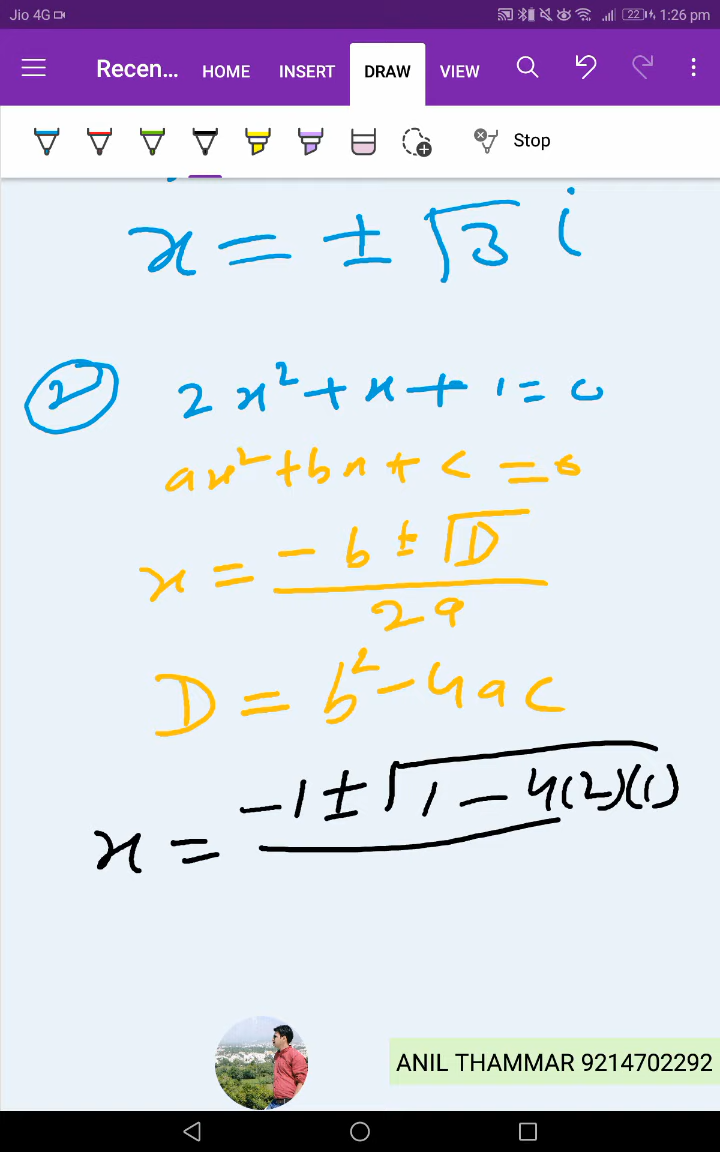 Jio 4G 22 1:26 pm
Recen... HOME INSERT DRAW VIEW
Stop
x = ± √3 i
2 2x² + x + 1 = 0
ax² + bx + c = 0
x = -b ± √D
2a
D = b² - 4ac
x = -1 ± √1 - 4(2)(1)
ANIL THAMMAR 9214702292